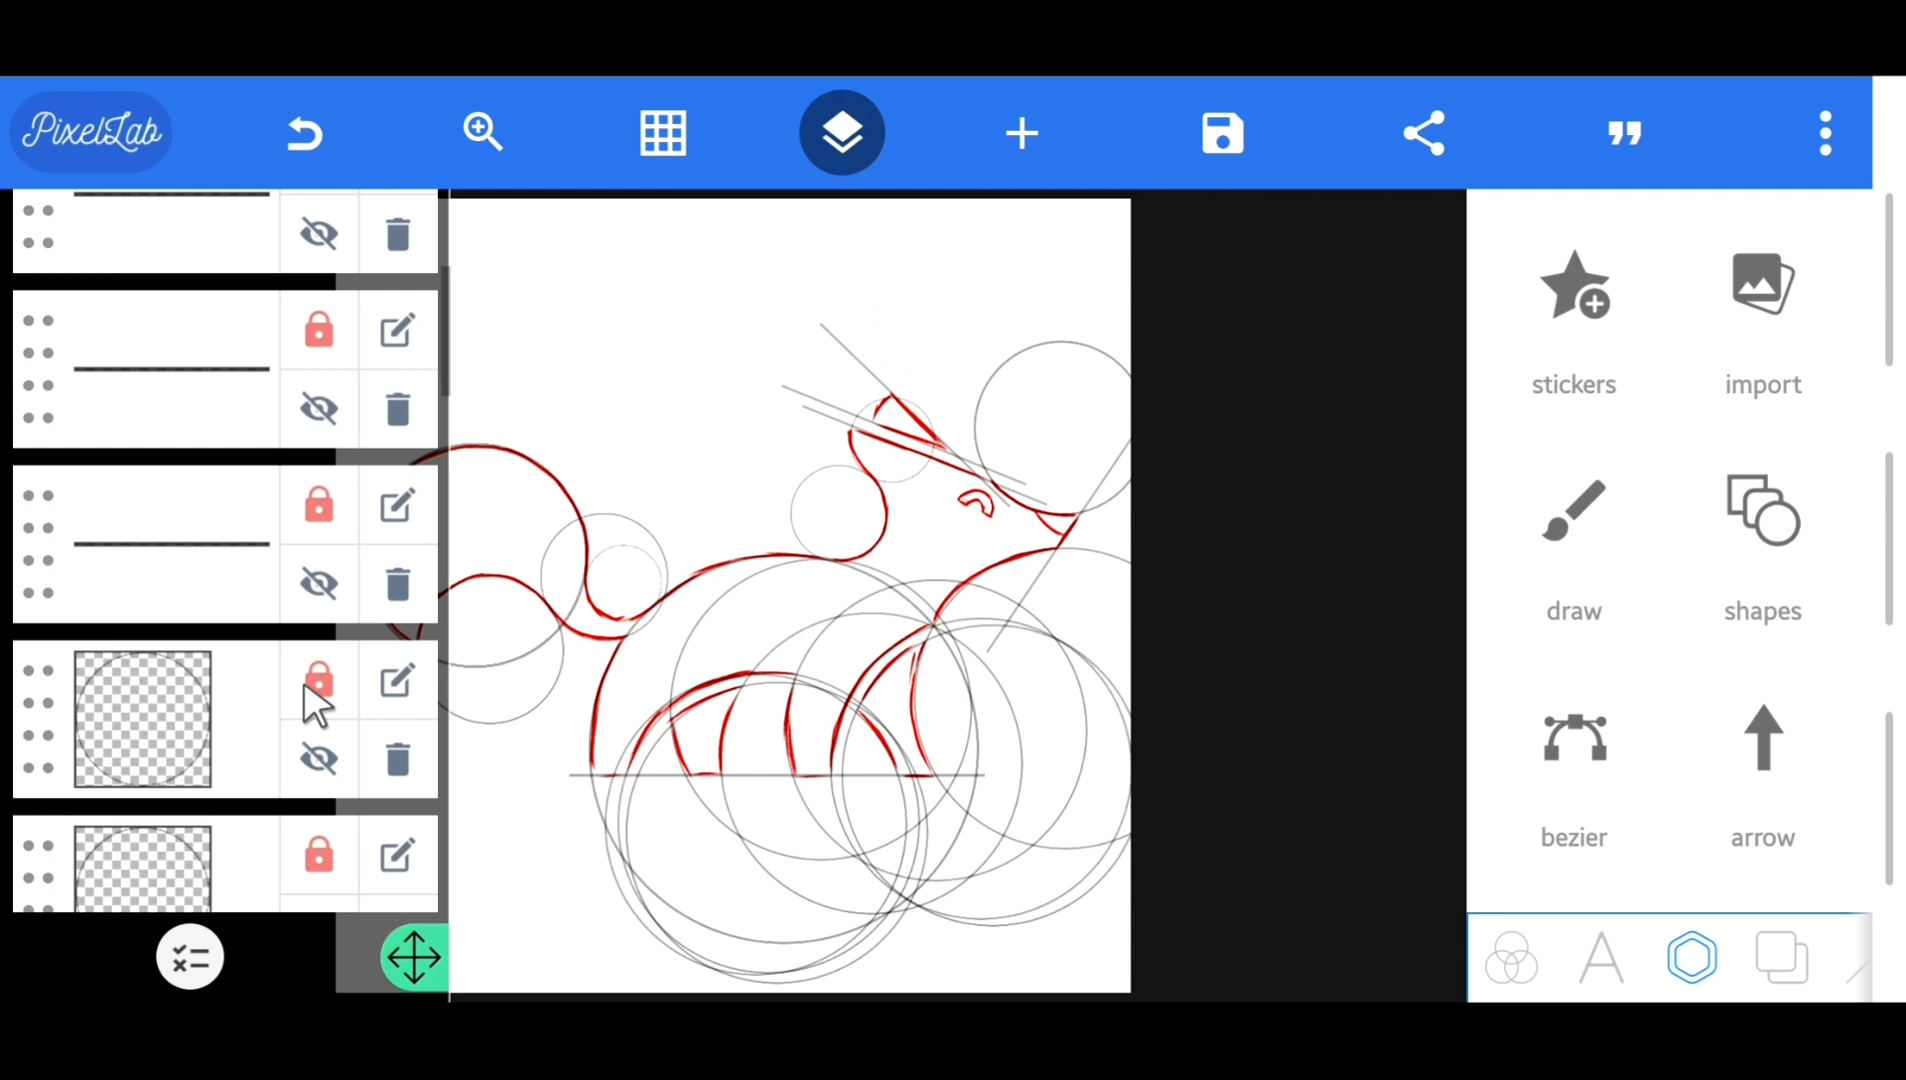 PixelLab
stickers
import
draw
shapes
bezier
arrow